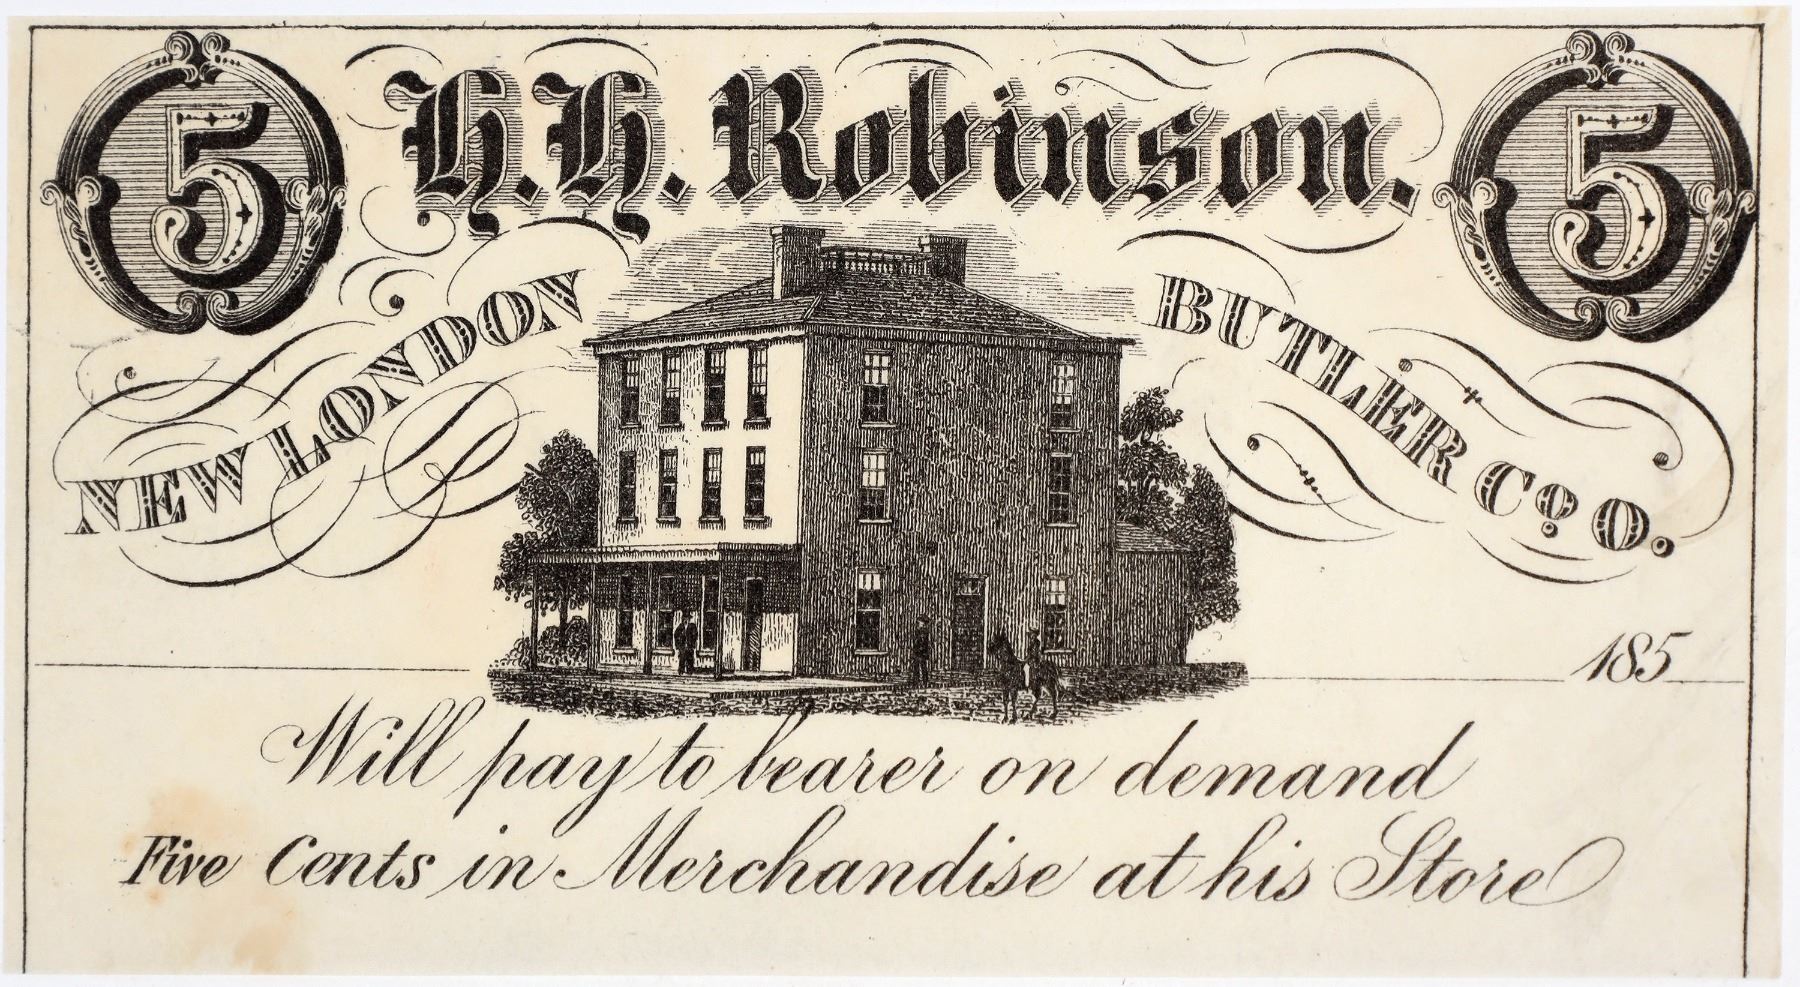 5 H. H. Robinson. 5
NEW LONDON BUTLER Co. O.
185
Will pay to bearer on demand
Five Cents in Merchandise at his Store